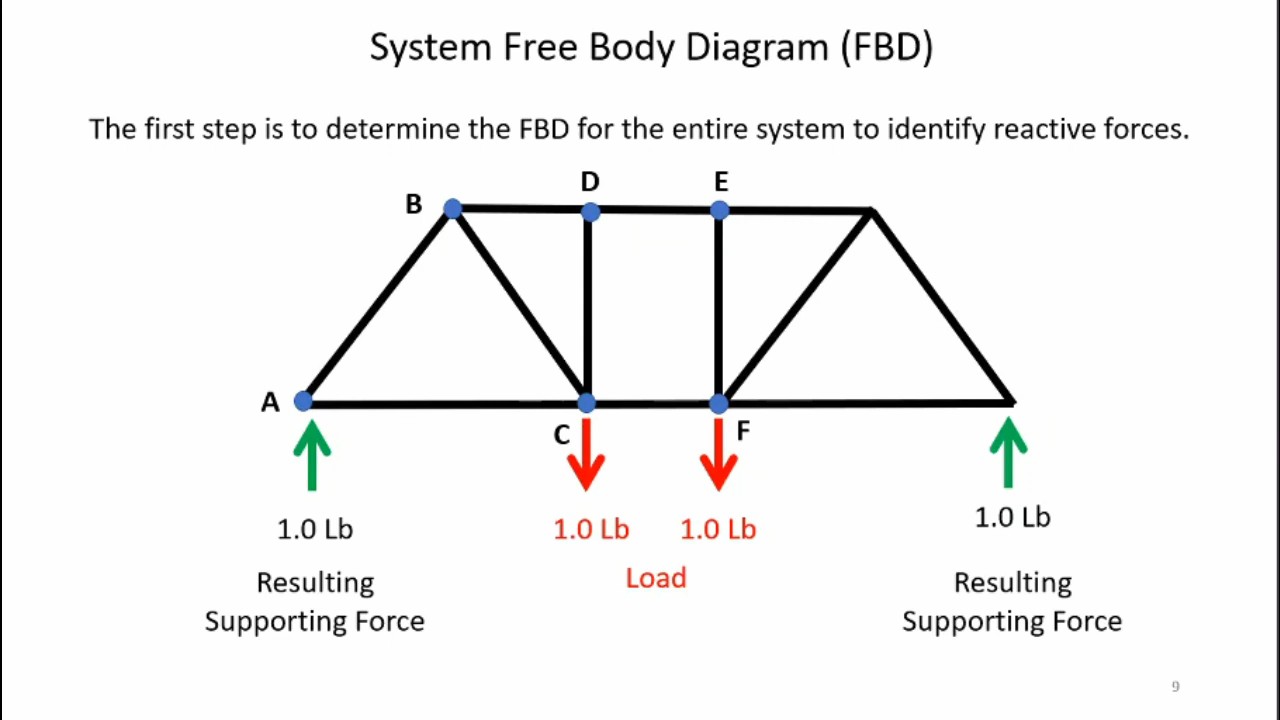 System Free Body Diagram (FBD)
The first step is to determine the FBD for the entire system to identify reactive forces.
D
E
B
A
C
F
1.0 Lb
1.0 Lb
1.0 Lb
1.0 Lb
Load
Resulting
Supporting Force
Resulting
Supporting Force
9